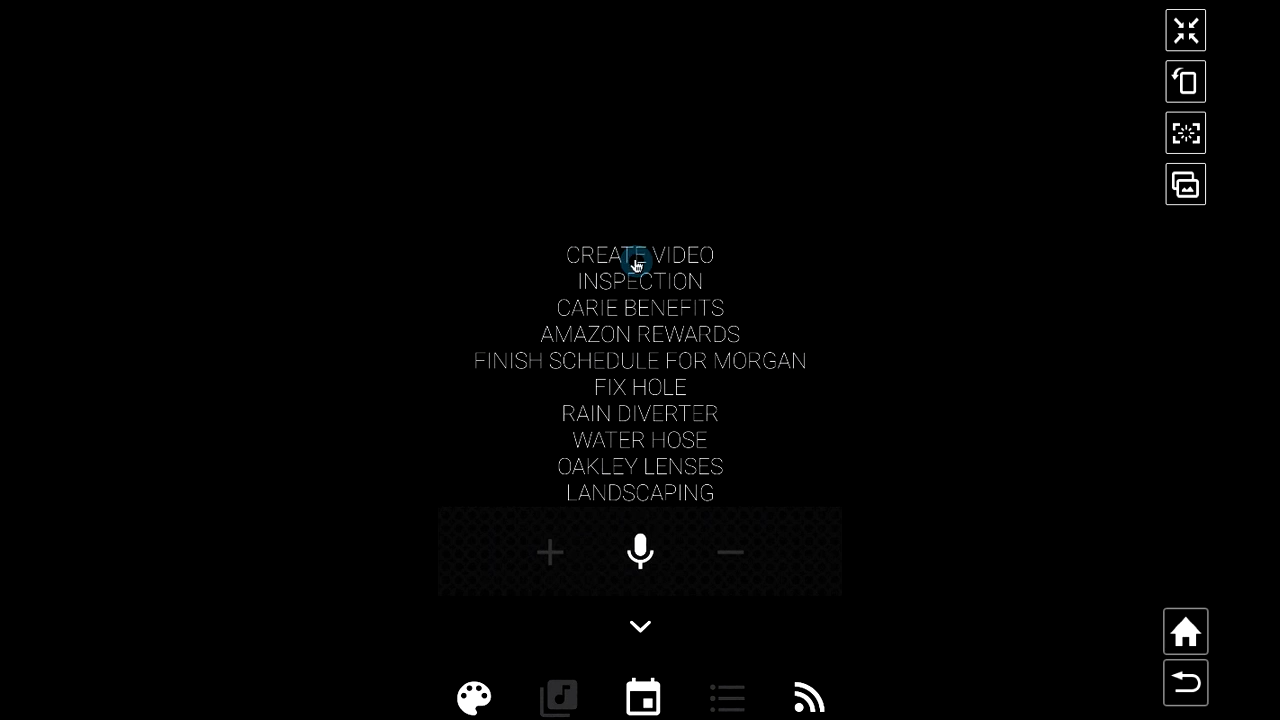 CREATE VIDEO
INSPECTION
CARIE BENEFITS
AMAZON REWARDS
FINISH SCHEDULE FOR MORGAN
FIX HOLE
RAIN DIVERTER
WATER HOSE
OAKLEY LENSES
LANDSCAPING